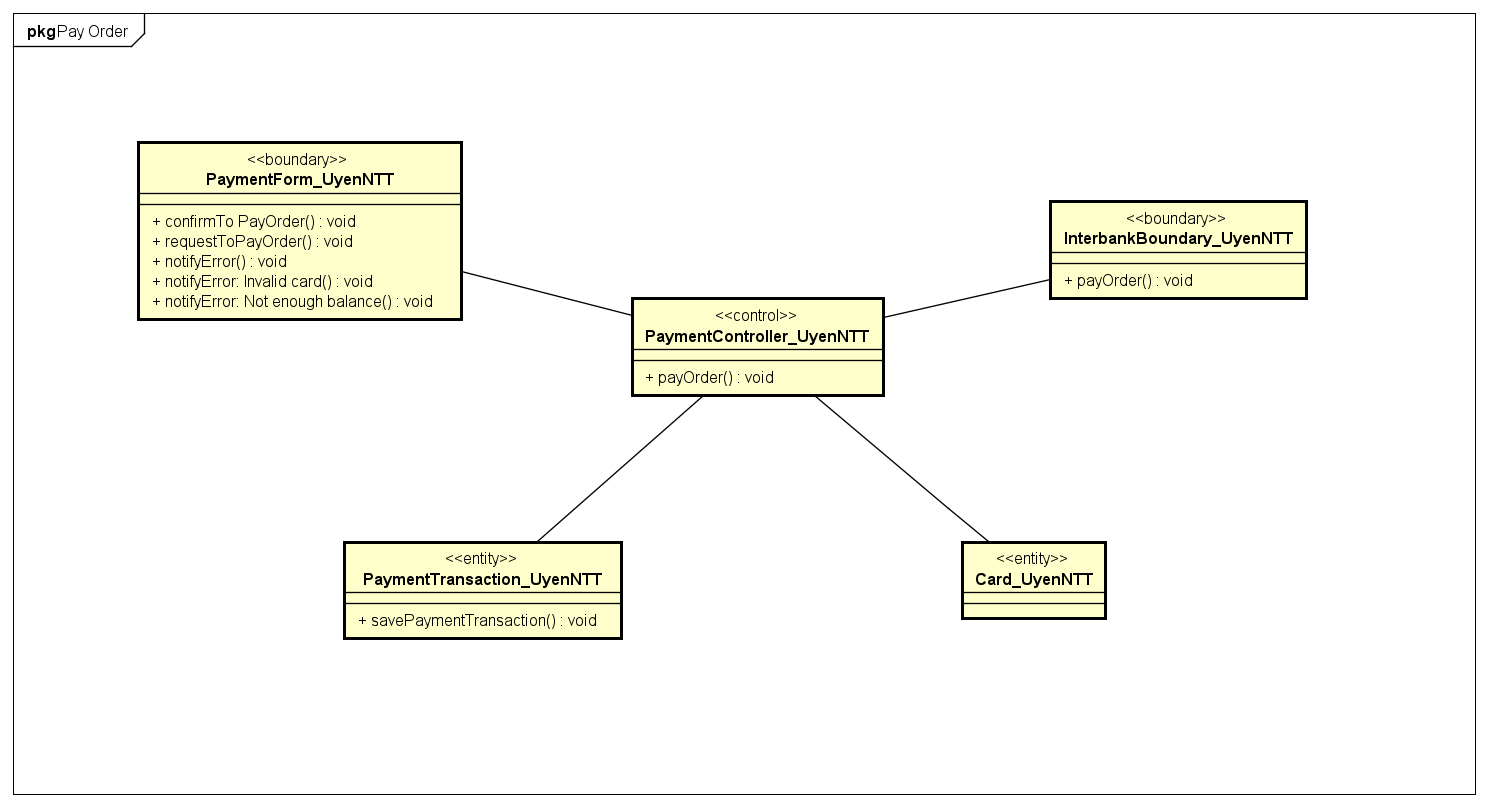 pkgPay Order
<<boundary>>
PaymentForm_UyenNTT
+ confirmTo PayOrder() : void
+ requestToPayOrder() : void
+ notifyError() : void
+ notifyError: Invalid card() : void
+ notifyError: Not enough balance() : void
<<boundary>>
InterbankBoundary_UyenNTT
+ payOrder() : void
<<control>>
PaymentController_UyenNTT
+ payOrder() : void
<<entity>>
PaymentTransaction_UyenNTT
+ savePaymentTransaction() : void
<<entity>>
Card_UyenNTT